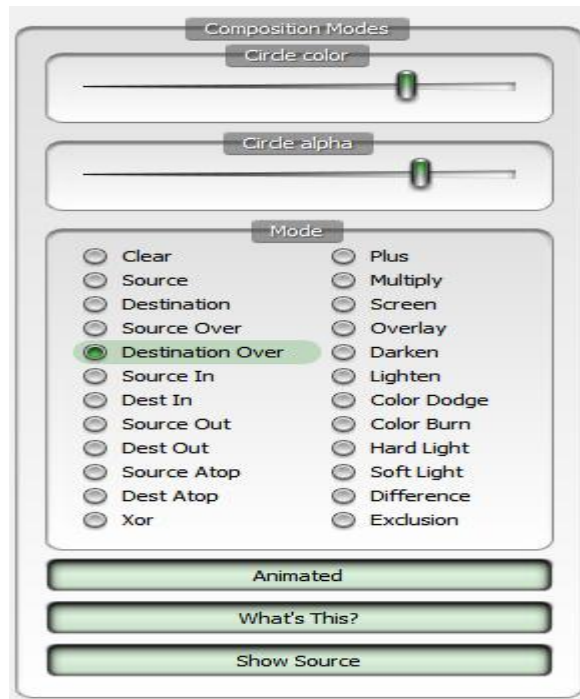 Composition Modes
Circle color
Circle alpha
Mode
Clear
Source
Destination
Source Over
Destination Over
Source In
Dest In
Source Out
Dest Out
Source Atop
Dest Atop
Xor
Plus
Multiply
Screen
Overlay
Darken
Lighten
Color Dodge
Color Burn
Hard Light
Soft Light
Difference
Exclusion
Animated
What's This?
Show Source